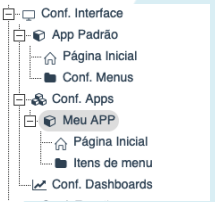 Conf. Interface
App Padrão
Página Inicial
Conf. Menus
Conf. Apps
Meu APP
Página Inicial
Itens de menu
Conf. Dashboards